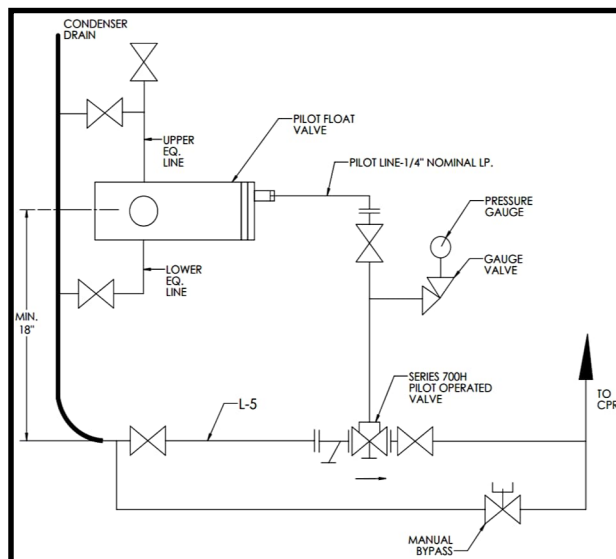 CONDENSER
DRAIN
PILOT FLOAT
VALVE
UPPER
EQ.
LINE
PILOT LINE-1/4" NOMINAL LP.
PRESSURE
GAUGE
GAUGE
VALVE
LOWER
EQ.
LINE
MIN.
18"
SERIES 700H
PILOT OPERATED
VALVE
L-5
TO
CPR
MANUAL
BYPASS